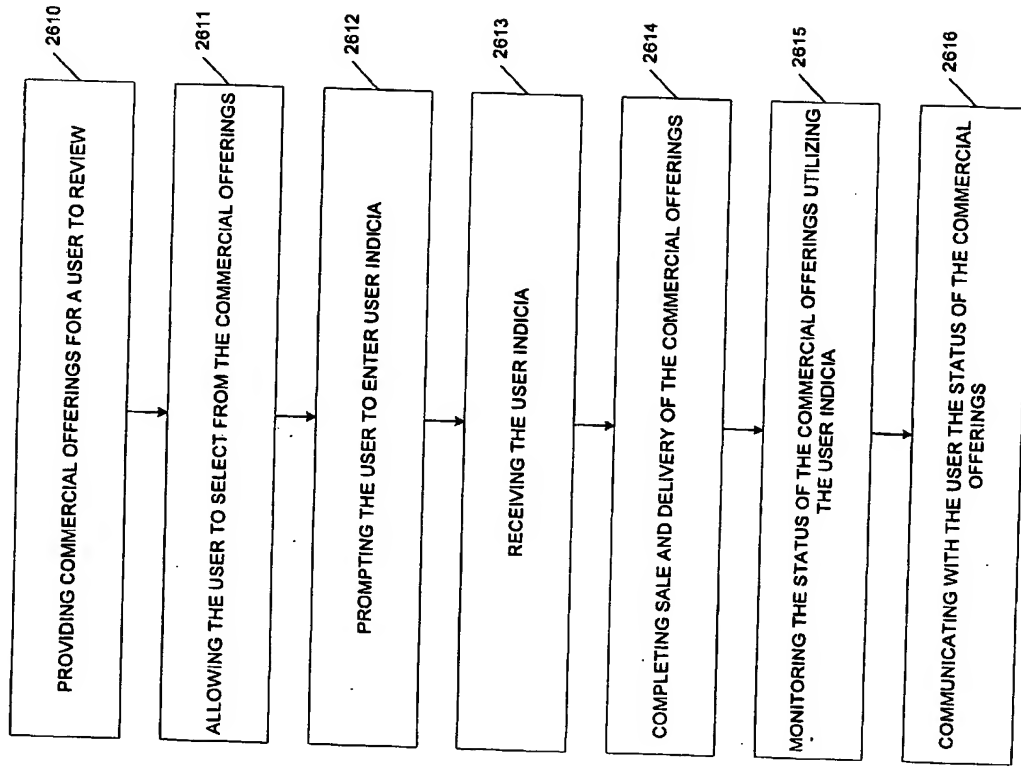 2610
PROVIDING COMMERCIAL OFFERINGS FOR A USER TO REVIEW
2611
ALLOWING THE USER TO SELECT FROM THE COMMERCIAL OFFERINGS
2612
PROMPTING THE USER TO ENTER USER INDICIA
2613
RECEIVING THE USER INDICIA
2614
COMPLETING SALE AND DELIVERY OF THE COMMERCIAL OFFERINGS
2615
MONITORING THE STATUS OF THE COMMERCIAL OFFERINGS UTILIZING
THE USER INDICIA
2616
COMMUNICATING WITH THE USER THE STATUS OF THE COMMERCIAL
OFFERINGS